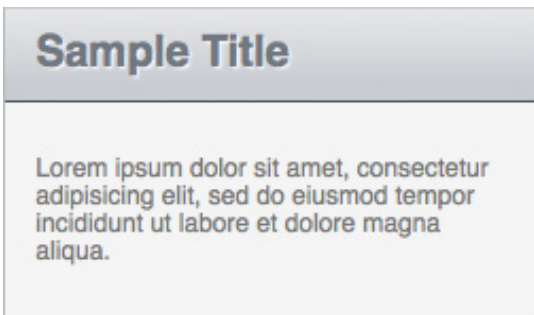 Sample Title
Lorem ipsum dolor sit amet, consectetur
adipisicing elit, sed do eiusmod tempor
incididunt ut labore et dolore magna
aliqua.